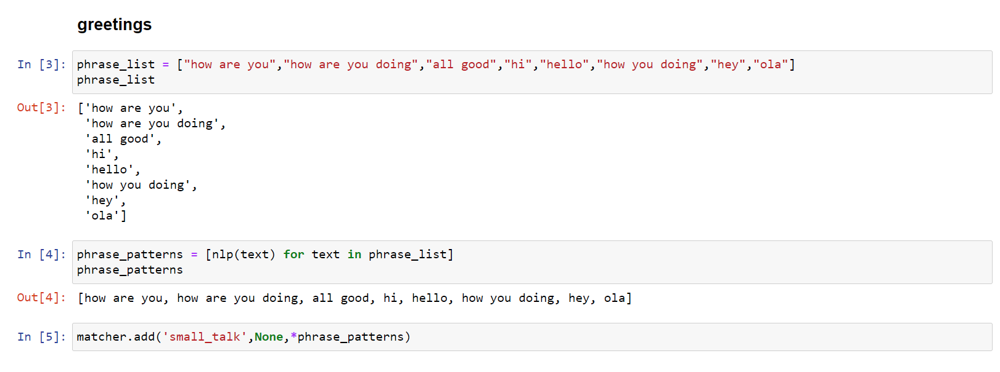 greetings
In [3]: phrase_list = ["how are you","how are you doing","all good","hi","hello","how you doing","hey","ola"]
phrase_list
Out[3]: ['how are you',
'how are you doing',
'all good',
'hi',
'hello',
'how you doing',
'hey',
'ola']
In [4]: phrase_patterns = [nlp(text) for text in phrase_list]
phrase_patterns
Out[4]: [how are you, how are you doing, all good, hi, hello, how you doing, hey, ola]
In [5]: matcher.add('small_talk',None,*phrase_patterns)